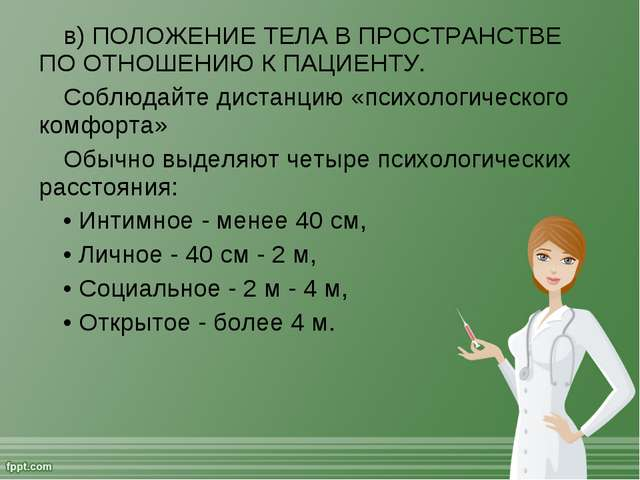 в) ПОЛОЖЕНИЕ ТЕЛА В ПРОСТРАНСТВЕ
ПО ОТНОШЕНИЮ К ПАЦИЕНТУ.
Соблюдайте дистанцию «психологического
комфорта»
Обычно выделяют четыре психологических
расстояния:
• Интимное - менее 40 см,
• Личное - 40 см - 2 м,
• Социальное - 2 м - 4 м,
• Открытое - более 4 м.
fppt.com